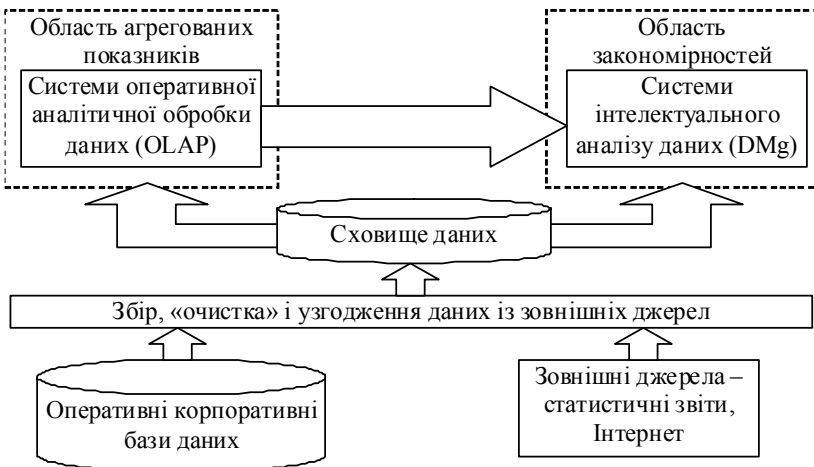 Область агрегованих
показників
Системи оперативної
аналітичної обробки
даних (OLAP)
Область
закономірностей
Системи
інтелектуального
аналізу даних (DMg)
Сховище даних
Збір, «очистка» і узгодження даних із зовнішніх джерел
Оперативні корпоративні
бази даних
Зовнішні джерела –
статистичні звіти,
Інтернет